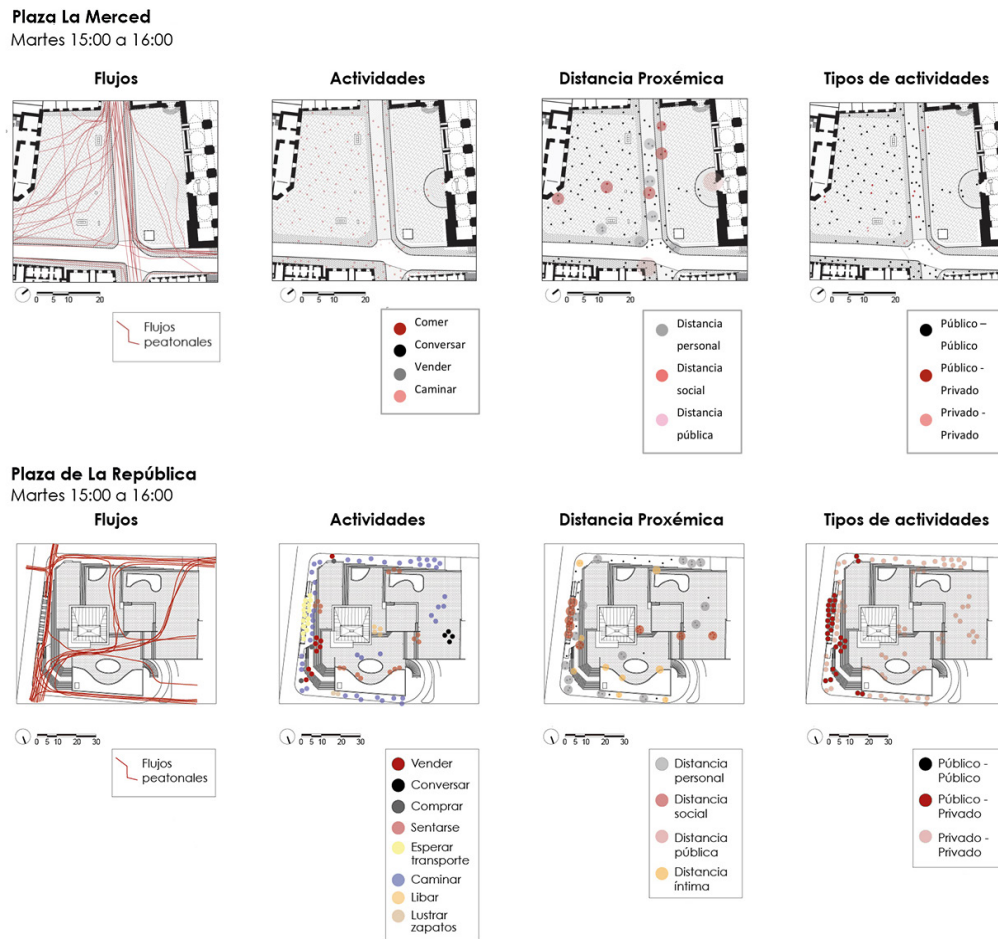 Plaza La Merced
Martes 15:00 a 16:00
Flujos
Actividades
Distancia Proxémica
Tipos de actividades
0 5 10 20
0 5 10 20
0 5 10 20
0 5 10 20
Flujos
peatonales
Comer
Conversar
Vender
Caminar
Distancia
personal
Distancia
social
Distancia
pública
Público –
Público
Público -
Privado
Privado -
Privado
Plaza de La República
Martes 15:00 a 16:00
Flujos
Actividades
Distancia Proxémica
Tipos de actividades
0 5 10 20 30
0 5 10 20 30
0 5 10 20 30
0 5 10 20 30
Flujos
peatonales
Vender
Conversar
Comprar
Sentarse
Esperar
transporte
Caminar
Libar
Lustrar
zapatos
Distancia
personal
Distancia
social
Distancia
pública
Distancia
íntima
Público -
Público
Público -
Privado
Privado -
Privado